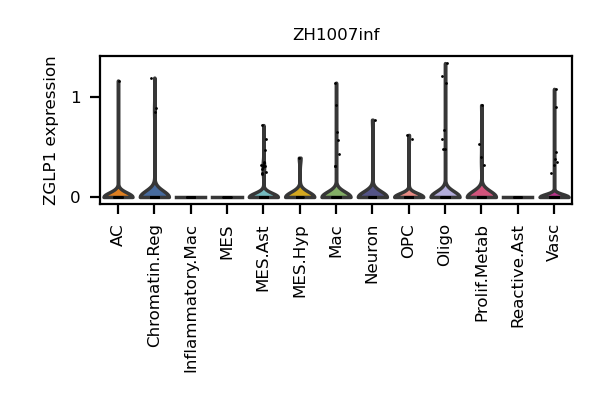 ZH1007inf
ZGLP1 expression
1
0
AC
Chromatin.Reg
Inflammatory.Mac
MES
MES.Ast
MES.Hyp
Mac
Neuron
OPC
Oligo
Prolif.Metab
Reactive.Ast
Vasc